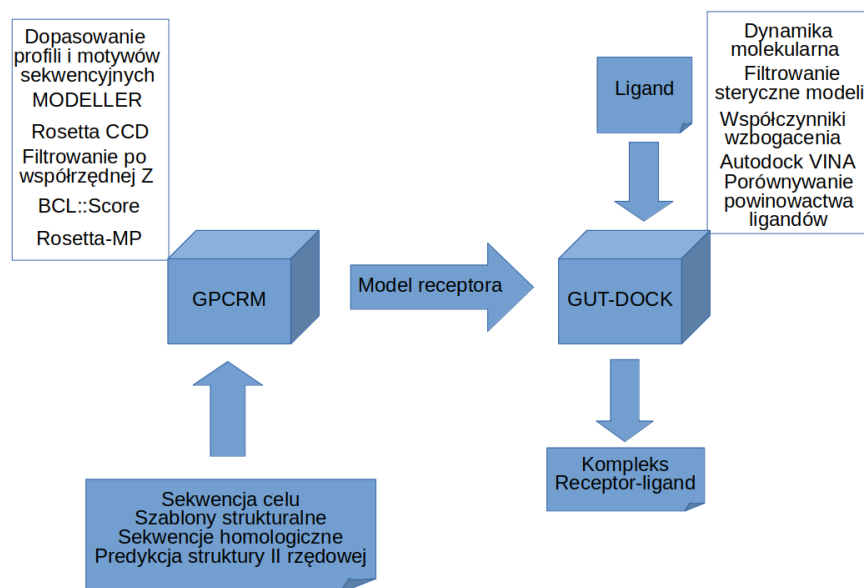 Dopasowanie
profili i motywów
sekwencyjnych
MODELLER
Rosetta CCD
Filtrowanie po
współrzędnej Z
BCL::Score
Rosetta-MP
GPCRM
Sekwencja celu
Szablony strukturalne
Sekwencje homologiczne
Predykcja struktury II rzędowej
Model receptora
Ligand
Dynamika
molekularna
Filtrowanie
steryczne modeli
Współczynniki
wzbogacenia
Autodock VINA
Porównywanie
powinowactwa
ligandów
GUT-DOCK
Kompleks
Receptor-ligand